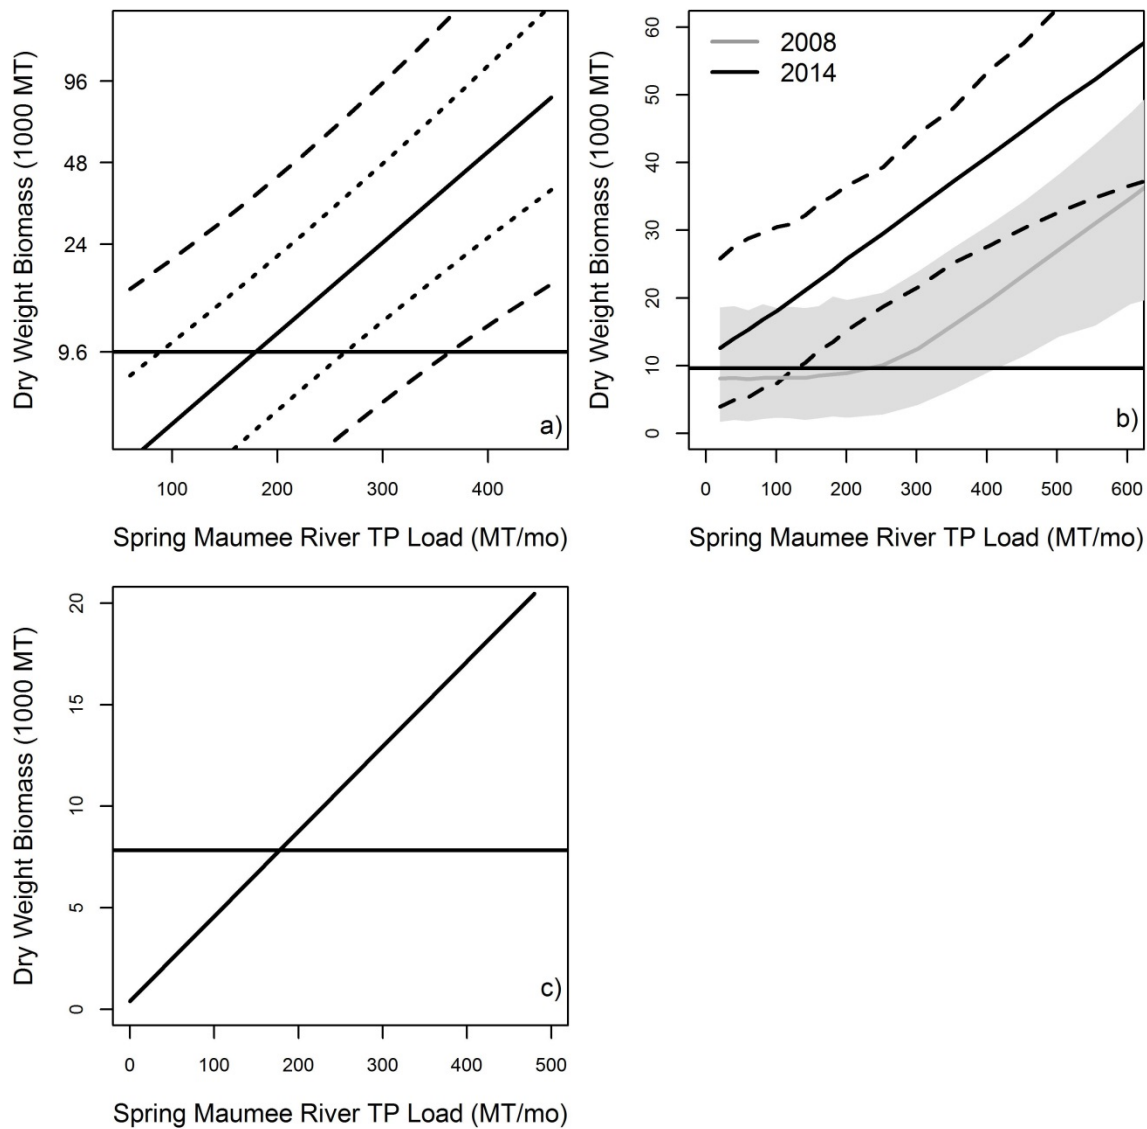 Dry Weight Biomass (1000 MT)
96
48
24
9.6
a)
100 200 300 400
Spring Maumee River TP Load (MT/mo)
Dry Weight Biomass (1000 MT)
60
50
40
30
20
10
0
2008
2014
b)
0 100 200 300 400 500 600
Spring Maumee River TP Load (MT/mo)
Dry Weight Biomass (1000 MT)
20
15
10
5
0
c)
0 100 200 300 400 500
Spring Maumee River TP Load (MT/mo)